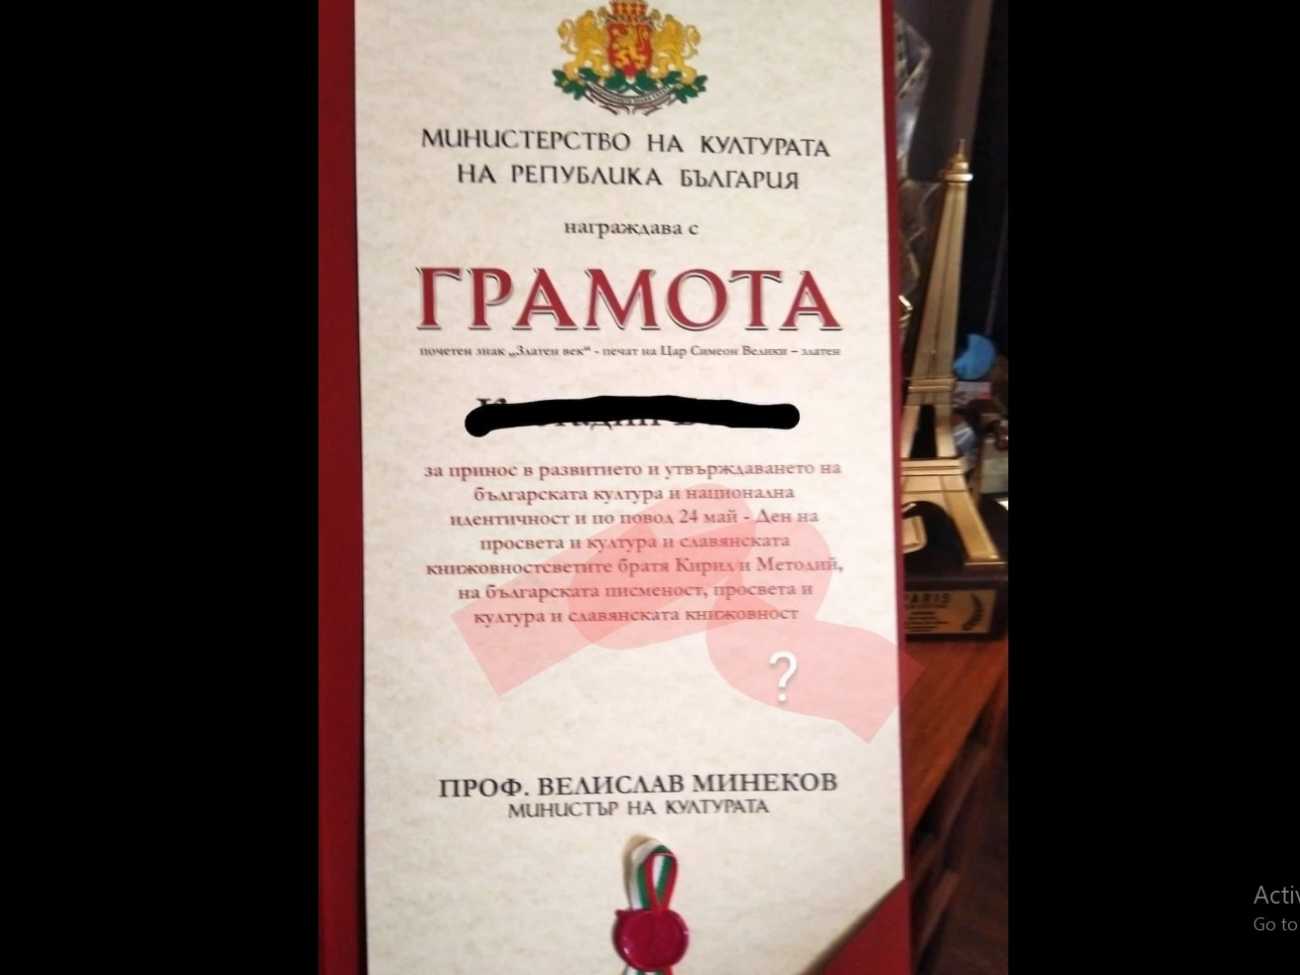 МИНИСТЕРСТВО НА КУЛТУРАТА
НА РЕПУБЛИКА БЪЛГАРИЯ
награждава с
ГРАМОТА
почетен знак „Златен век“ - печат на Цар Симеон Велики – златен
за принос в развитието и утвърждаването на
българската култура и национална
идентичност и по повод 24 май - Ден на
просвета и култура и славянската
книжовностсветите братя Кирил и Методий,
на българската писменост, просвета и
култура и славянската книжовност
?
ПРОФ. ВЕЛИСЛАВ МИНЕКОВ
МИНИСТЪР НА КУЛТУРАТА
PARIS
Activ
Go to